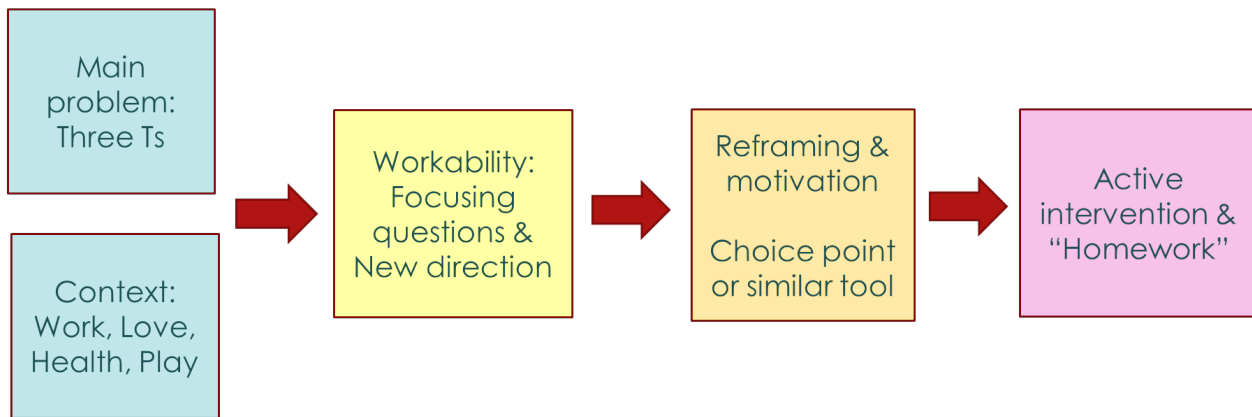 Main
problem:
Three Ts
Context:
Work, Love,
Health, Play
Workability:
Focusing
questions &
New direction
Reframing &
motivation
Choice point
or similar tool
Active
intervention &
“Homework”